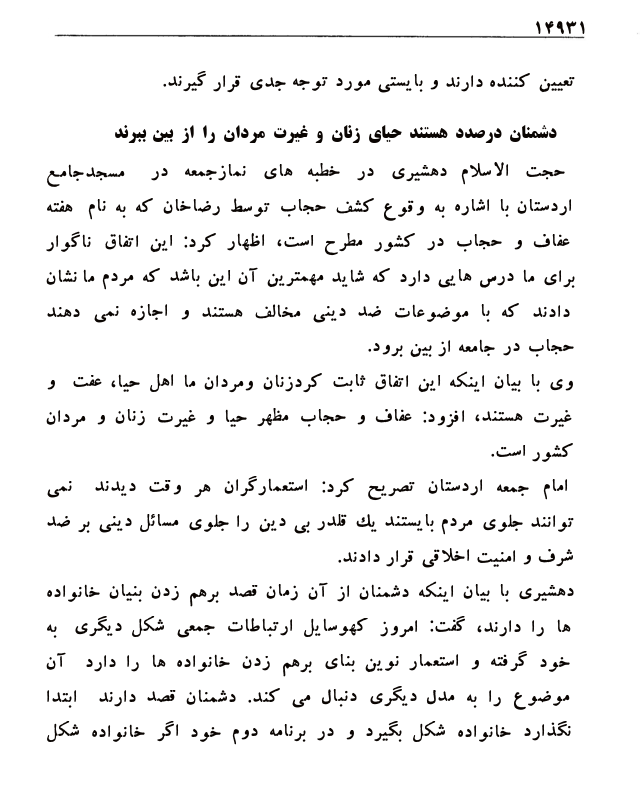 ۱۴۹۳۱
تعیین کننده دارند و بایستی مورد توجه جدی قرار گیرند.
دشمنان درصدد هستند حیای زنان و غیرت مردان را از بین ببرند
حجت الاسلام دهشیری در خطبه های نمازجمعه در مسجدجامع
اردستان با اشاره به وقوع کشف حجاب توسط رضاخان که به نام هفته
عفاف و حجاب در کشور مطرح است، اظهار کرد: این اتفاق ناگوار
برای ما درس هایی دارد که شاید مهمترین آن این باشد که مردم ما نشان
دادند که با موضوعات ضد دینی مخالف هستند و اجازه نمی دهند
حجاب در جامعه از بین برود.
وی با بیان اینکه این اتفاق ثابت کردزنان ومردان ما اهل حیا، عفت و
غیرت هستند، افزود: عفاف و حجاب مظهر حیا و غیرت زنان و مردان
کشور است.
امام جمعه اردستان تصریح کرد: استعمارگران هر وقت دیدند نمی
توانند جلوی مردم بایستند یك قلدر بی دین را جلوی مسائل دینی بر ضد
شرف و امنیت اخلاقی قرار دادند.
دهشیری با بیان اینکه دشمنان از آن زمان قصد برهم زدن بنیان خانواده
ها را دارند، گفت: امروز کهوسایل ارتباطات جمعی شکل دیگری به
خود گرفته و استعمار نوین بنای برهم زدن خانواده ها را دارد آن
موضوع را به مدل دیگری دنبال می کند. دشمنان قصد دارند ابتدا
نگذارد خانواده شکل بگیرد و در برنامه دوم خود اگر خانواده شکل